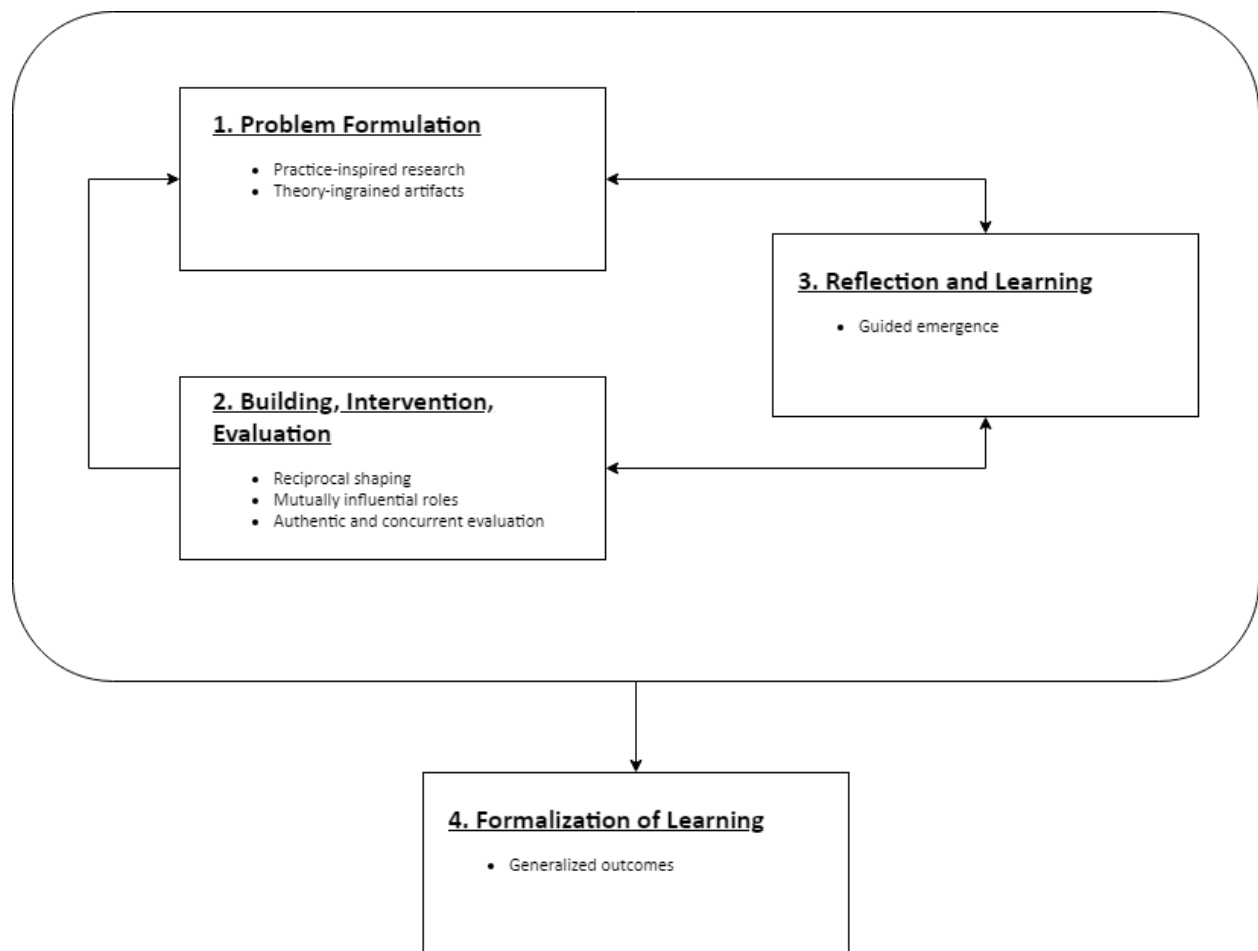 1. Problem Formulation
• Practice-inspired research
• Theory-ingrained artifacts
3. Reflection and Learning
• Guided emergence
2. Building, Intervention,
Evaluation
• Reciprocal shaping
• Mutually influential roles
• Authentic and concurrent evaluation
4. Formalization of Learning
• Generalized outcomes